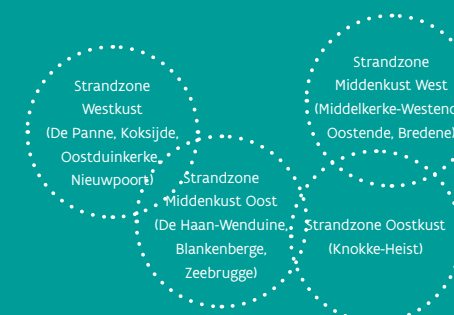 Strandzone
Westkust
(De Panne, Koksijde,
Oostduinkerke,
Nieuwpoort)
Strandzone
Middenkust West
(Middelkerke-Westend
Oostende, Bredene)
Strandzone
Middenkust Oost
(De Haan-Wenduine,
Blankenberge,
Zeebrugge)
Strandzone Oostkust
(Knokke-Heist)